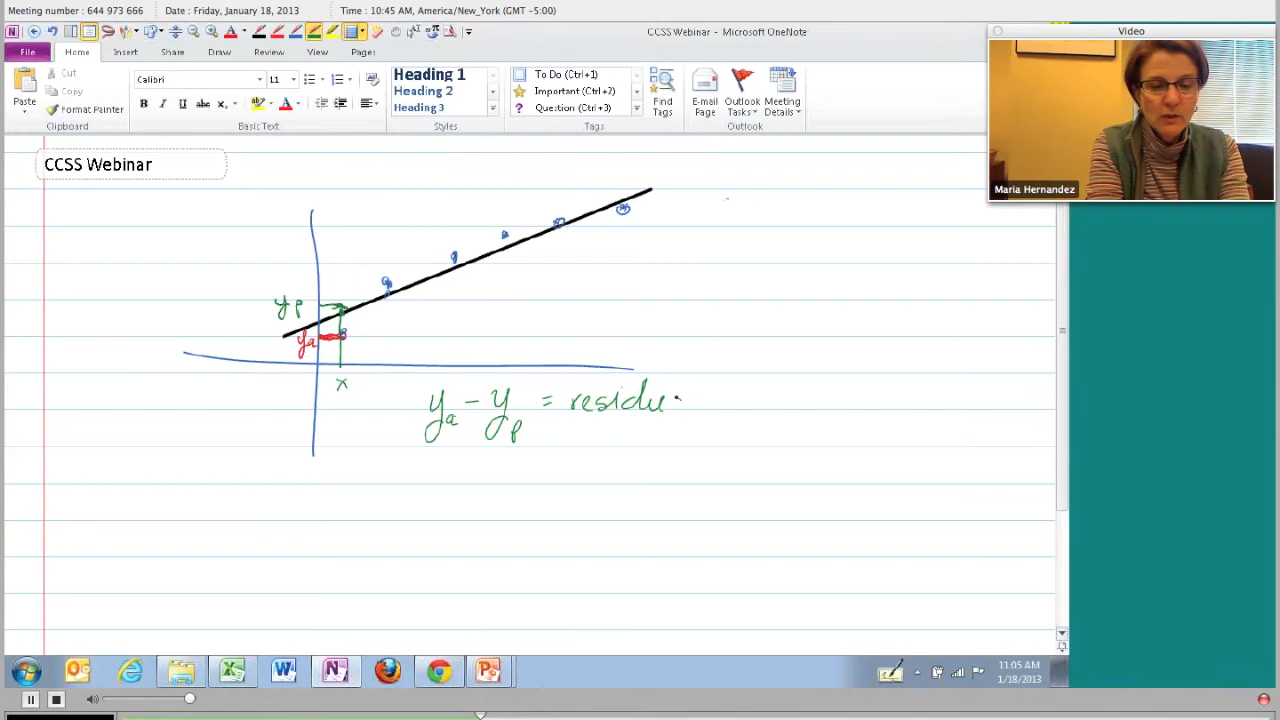 Meeting number: 644 973 666 Date : Friday, January 18, 2013 Time : 10:45 AM, America/New_York (GMT -5:00)
CCSS Webinar - Microsoft OneNote
Video
File Home Insert Share Draw Review View Pages
Paste
Cut
Copy
Format Painter
Calibri 11
B I U abc x₂ A
Heading 1
Heading 2
Heading 3
To Do (Ctrl+1)
Important (Ctrl+2)
Question (Ctrl+3)
Find Tags
E-mail Page
Outlook Tasks
Meeting Details
Clipboard Basic Text Styles Tags Outlook
CCSS Webinar
Maria Hernandez
yp
ya
x
ya - yp = residu
11:05 AM
1/18/2013